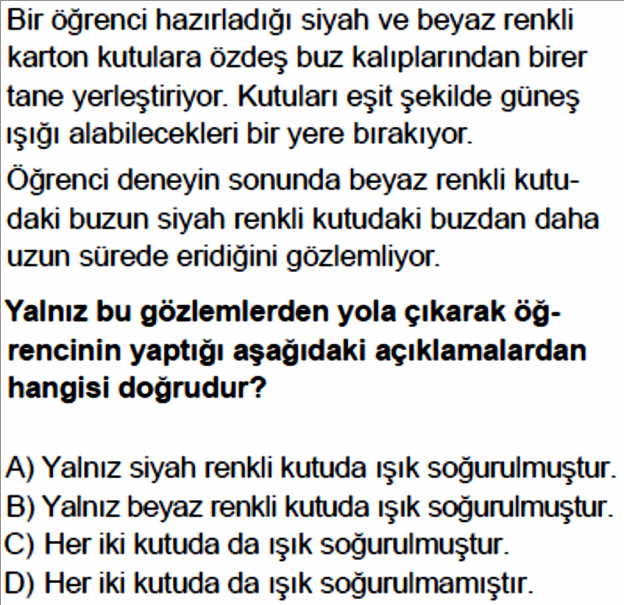 Bir öğrenci hazırladığı siyah ve beyaz renkli
karton kutulara özdeş buz kalıplarından birer
tane yerleştiriyor. Kutuları eşit şekilde güneş
ışığı alabilecekleri bir yere bırakıyor.
Öğrenci deneyin sonunda beyaz renkli kutu-
daki buzun siyah renkli kutudaki buzdan daha
uzun sürede eridiğini gözlemliyor.
Yalnız bu gözlemlerden yola çıkarak öğ-
rencinin yaptığı aşağıdaki açıklamalardan
hangisi doğrudur?
A) Yalnız siyah renkli kutuda ışık soğurulmuştur.
B) Yalnız beyaz renkli kutuda ışık soğurulmuştur.
C) Her iki kutuda da ışık soğurulmuştur.
D) Her iki kutuda da ışık soğurulmamıştır.